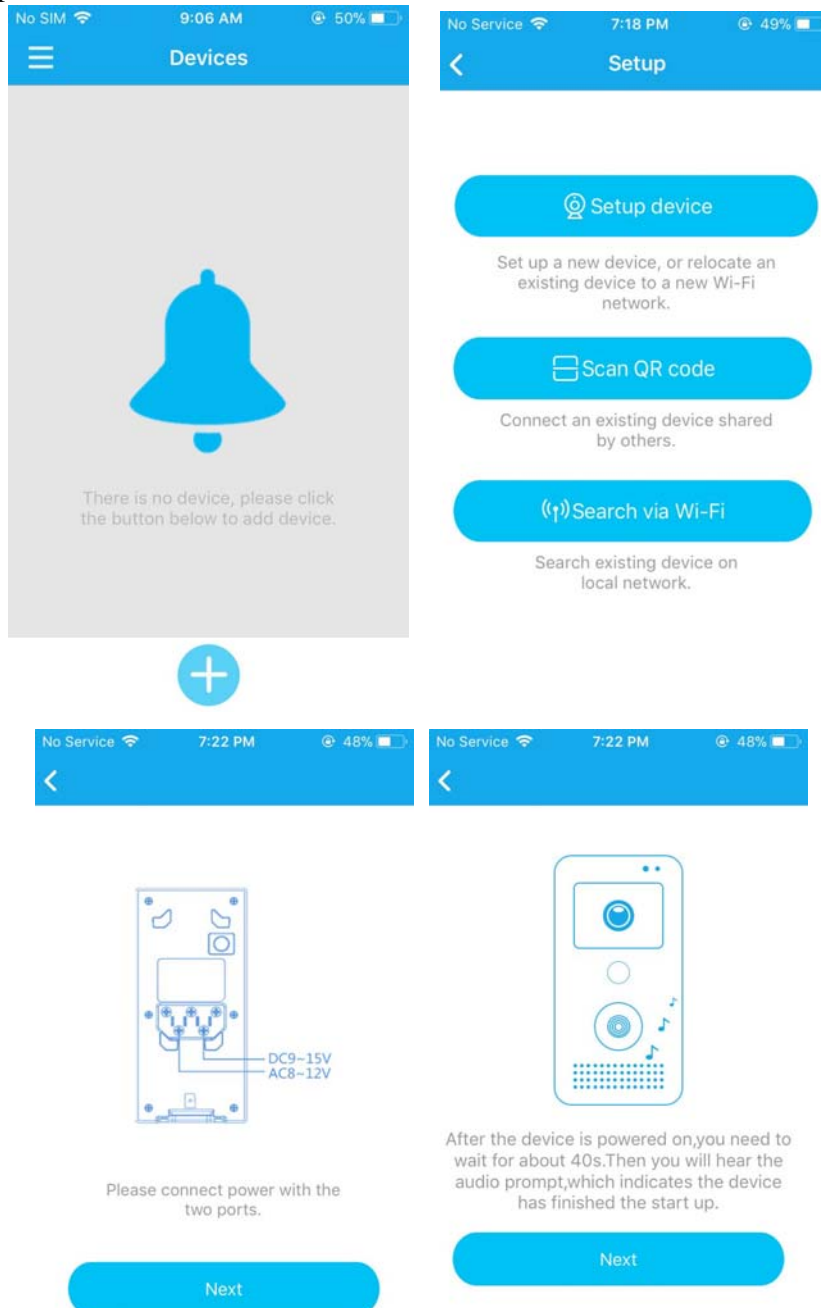 No SIM 9:06 AM 50%
Devices
There is no device, please click
the button below to add device.
No Service 7:18 PM 49%
Setup
Setup device
Set up a new device, or relocate an
existing device to a new Wi-Fi
network.
Scan QR code
Connect an existing device shared
by others.
Search via Wi-Fi
Search existing device on
local network.
No Service 7:22 PM 48%
DC9~15V
AC8~12V
Please connect power with the
two ports.
Next
No Service 7:22 PM 48%
After the device is powered on,you need to
wait for about 40s.Then you will hear the
audio prompt,which indicates the device
has finished the start up.
Next